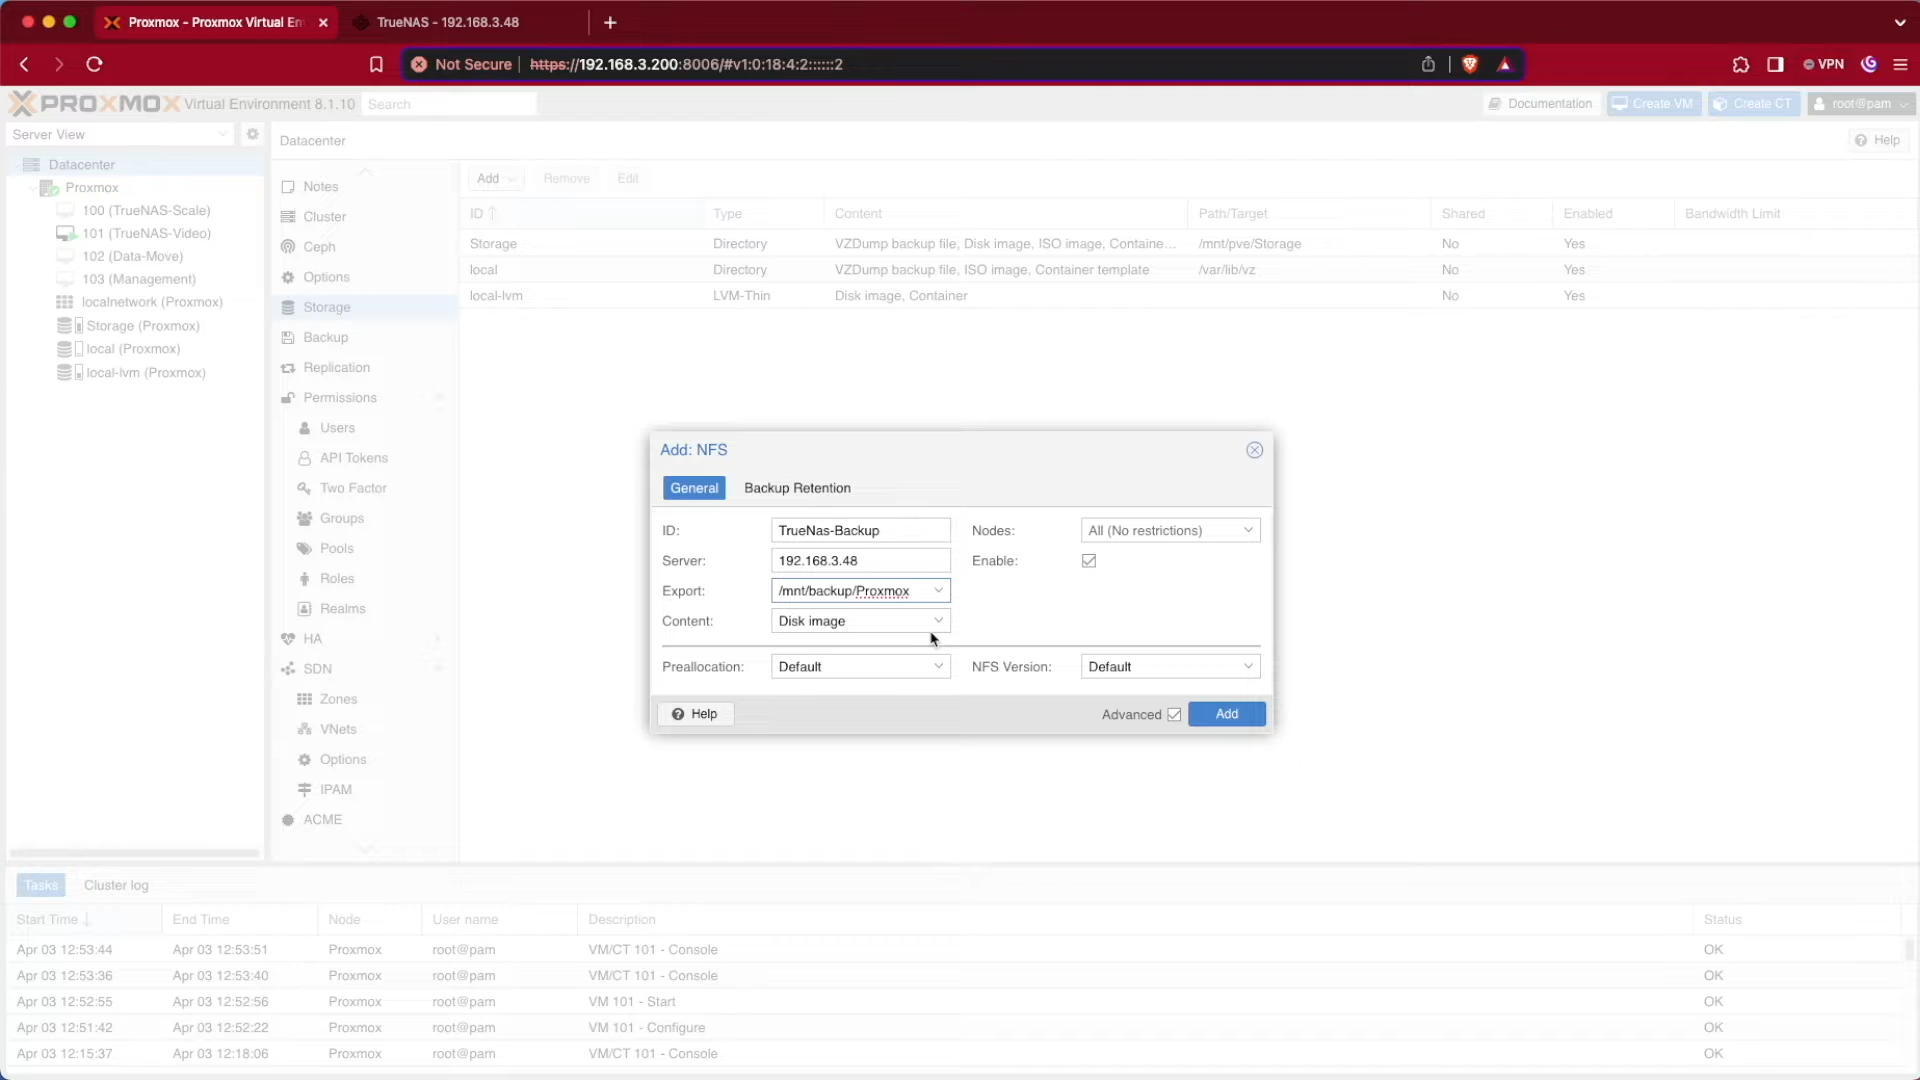 Proxmox - Proxmox Virtual En
TrueNAS - 192.168.3.48
Not Secure
https://192.168.3.200:8006/#v1:0:18:4:2::::::2
VPN
PROXMOX Virtual Environment 8.1.10
Search
Documentation
Create VM
Create CT
root@pam
Server View
Datacenter
Help
Datacenter
Proxmox
100 (TrueNAS-Scale)
101 (TrueNAS-Video)
102 (Data-Move)
103 (Management)
localnetwork (Proxmox)
Storage (Proxmox)
local (Proxmox)
local-lvm (Proxmox)
Notes
Cluster
Ceph
Options
Storage
Backup
Replication
Permissions
Users
API Tokens
Two Factor
Groups
Pools
Roles
Realms
HA
SDN
Zones
VNets
Options
IPAM
ACME
Add Remove Edit
ID Type Content Path/Target Shared Enabled Bandwidth Limit
Storage Directory VZDump backup file, Disk image, ISO image, Containe... /mnt/pve/Storage No Yes
local Directory VZDump backup file, ISO image, Container template /var/lib/vz No Yes
local-lvm LVM-Thin Disk image, Container No Yes
Add: NFS
General Backup Retention
ID: TrueNas-Backup Nodes: All (No restrictions)
Server: 192.168.3.48 Enable:
Export: /mnt/backup/Proxmox
Content: Disk image
Preallocation: Default NFS Version: Default
Help Advanced Add
Tasks Cluster log
Start Time End Time Node User name Description Status
Apr 03 12:53:44 Apr 03 12:53:51 Proxmox root@pam VM/CT 101 - Console OK
Apr 03 12:53:36 Apr 03 12:53:40 Proxmox root@pam VM/CT 101 - Console OK
Apr 03 12:52:55 Apr 03 12:52:56 Proxmox root@pam VM 101 - Start OK
Apr 03 12:51:42 Apr 03 12:52:22 Proxmox root@pam VM 101 - Configure OK
Apr 03 12:15:37 Apr 03 12:18:06 Proxmox root@pam VM/CT 101 - Console OK